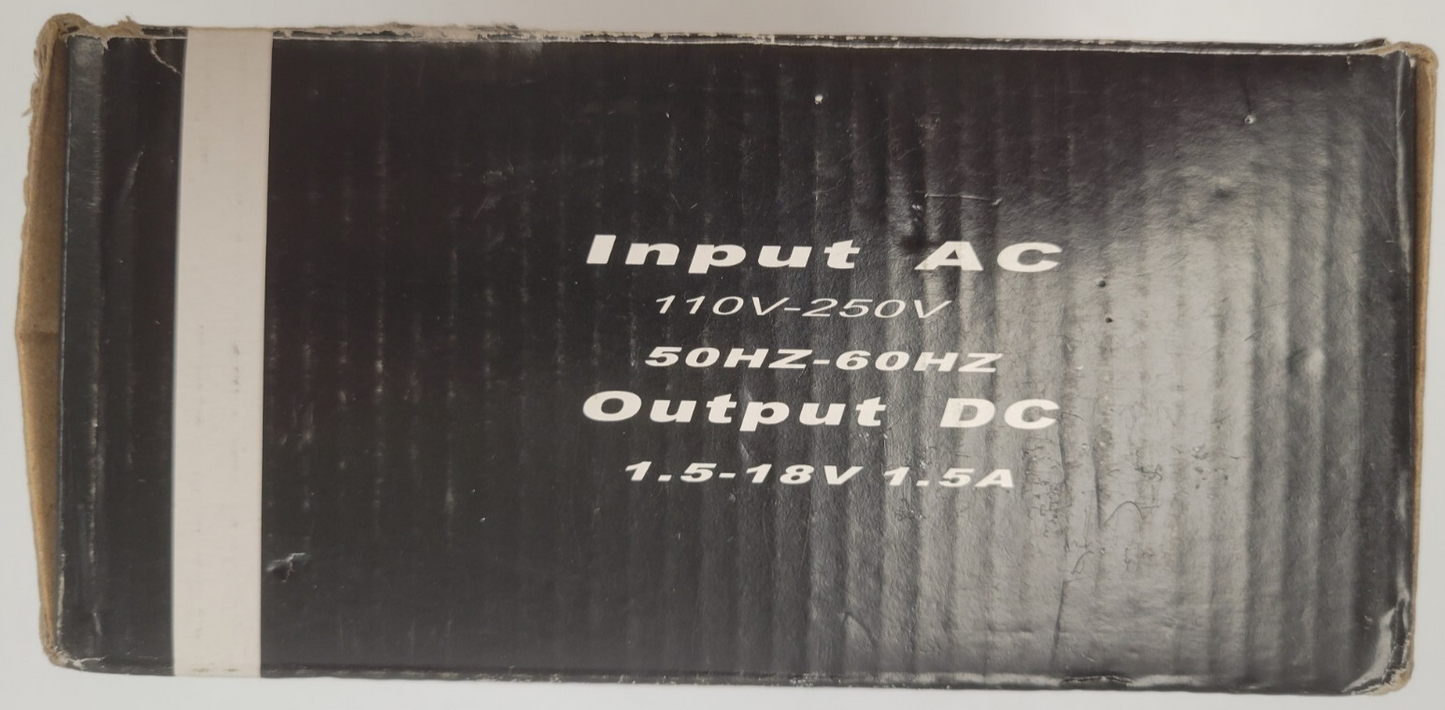 Input AC
110V-250V
50HZ-60HZ
Output DC
1.5-18V 1.5A